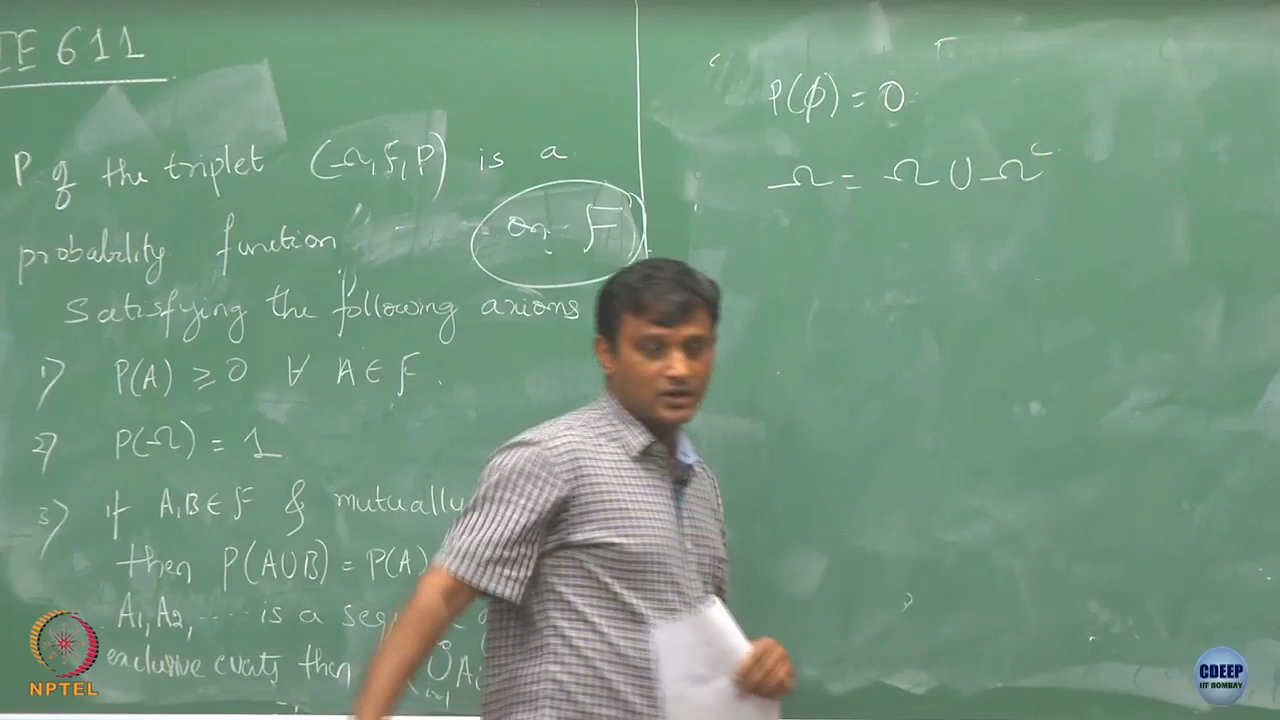 IE 611
P of the triplet (Ω, F, P) is a
probability function on F
Satisfying the following axioms
1) P(A) ≥ 0 ∀ A ∈ F.
2) P(Ω) = 1
3) if A,B ∈ F & mutually
then P(A∪B) = P(A)
A1, A2, .... is a
exclusive events then
P(φ) = 0
Ω = Ω ∪ Ωᶜ
NPTEL
CDEEP
IIT BOMBAY